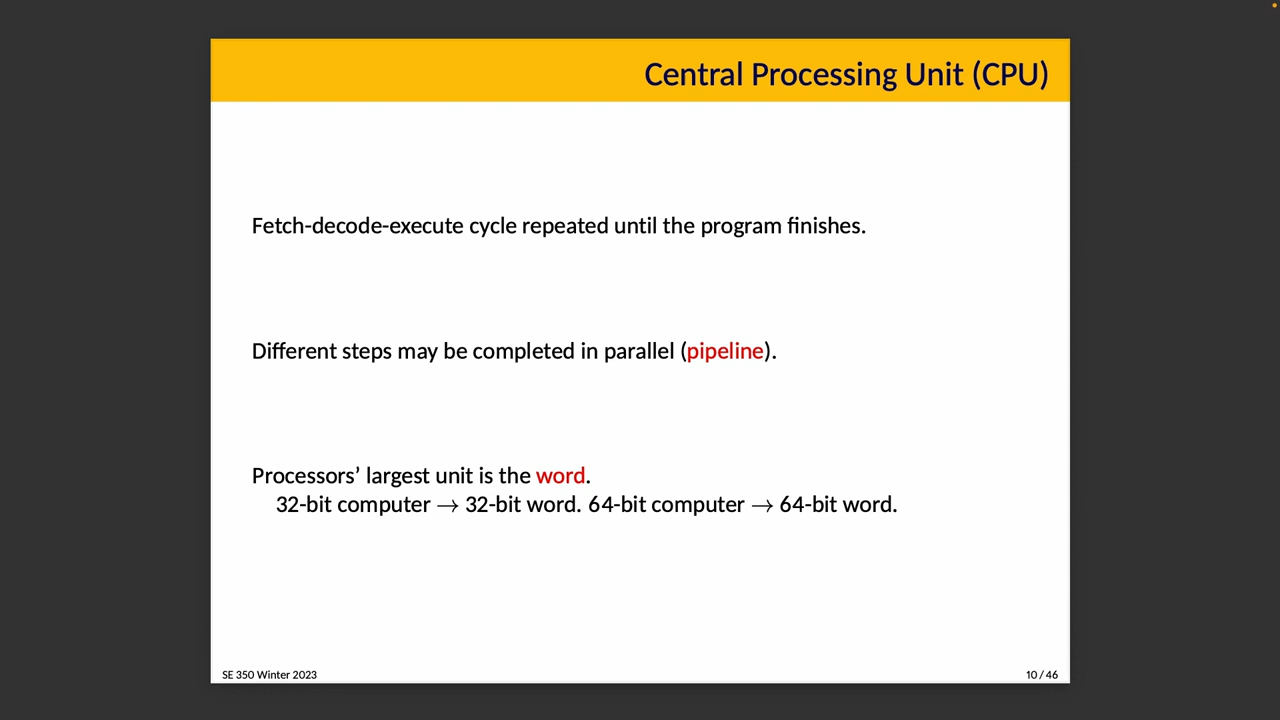 Central Processing Unit (CPU)
Fetch-decode-execute cycle repeated until the program finishes.
Different steps may be completed in parallel (pipeline).
Processors’ largest unit is the word.
32-bit computer → 32-bit word. 64-bit computer → 64-bit word.
SE 350 Winter 2023
10 / 46